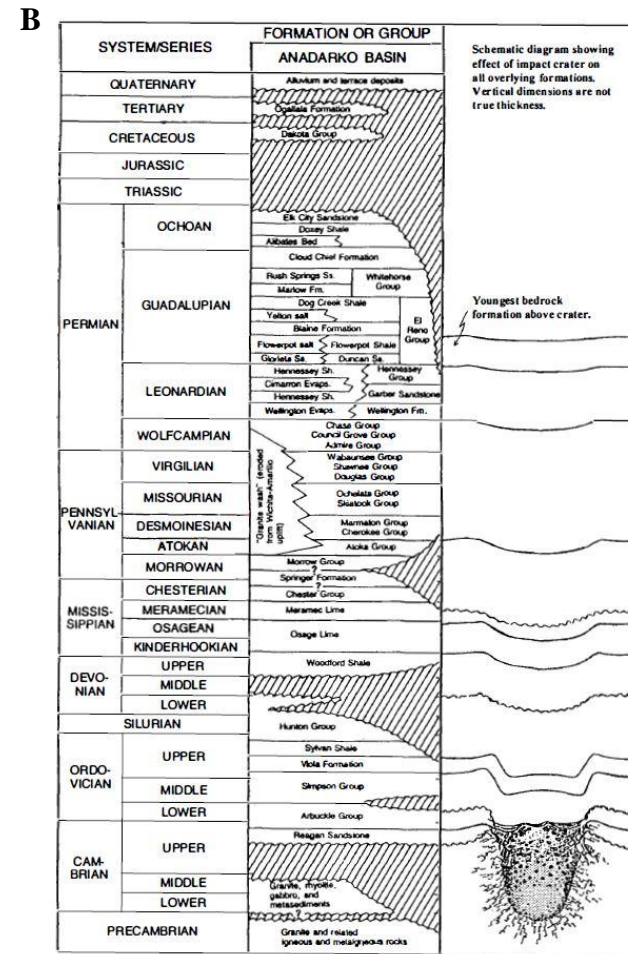 B
FORMATION OR GROUP
SYSTEM/SERIES
ANADARKO BASIN
Schematic diagram showing
effect of impact crater on
all overlying formations.
Vertical dimensions are not
true thickness.
QUATERNARY
Alluvium and terrace deposits
TERTIARY
Ogallala Formation
CRETACEOUS
Dakota Group
JURASSIC
TRIASSIC
PERMIAN
OCHOAN
Elk City Sandstone
Doxey Shale
Alibates Bed
GUADALUPIAN
Cloud Chief Formation
Rush Springs Ss.
Marlow Fm.
Whitehorse
Group
Dog Creek Shale
Yelton salt
Blaine Formation
Flowerpot salt
Flowerpot Shale
Glorieta Ss.
Duncan Ss.
El
Reno
Group
Youngest bedrock
formation above crater.
LEONARDIAN
Hennessey Sh.
Hennessey
Group
Cimarron Evaps.
Hennessey Sh.
Garber Sandstone
Wellington Evaps.
Wellington Fm.
WOLFCAMPIAN
Chase Group
Council Grove Group
Admire Group
PENNSYL-
VANIAN
VIRGILIAN
Wabaunsee Group
Shawnee Group
Douglas Group
"Granite wash" (eroded
from Wichita-Amarillo
uplift)
MISSOURIAN
Ochelata Group
Skiatook Group
DESMOINESIAN
Marmaton Group
Cherokee Group
ATOKAN
Atoka Group
MORROWAN
Morrow Group
?
Springer Formation
?
MISSIS-
SIPPIAN
CHESTERIAN
Chester Group
MERAMECIAN
Meramec Lime
OSAGEAN
Osage Lime
KINDERHOOKIAN
DEVO-
NIAN
UPPER
Woodford Shale
MIDDLE
LOWER
SILURIAN
Hunton Group
ORDO-
VICIAN
UPPER
Sylvan Shale
Viola Formation
MIDDLE
Simpson Group
LOWER
Arbuckle Group
CAM-
BRIAN
UPPER
Reagan Sandstone
MIDDLE
LOWER
Granite, rhyolite,
gabbro, and
metasediments
?
PRECAMBRIAN
Granite and related
igneous and metaigneous rocks